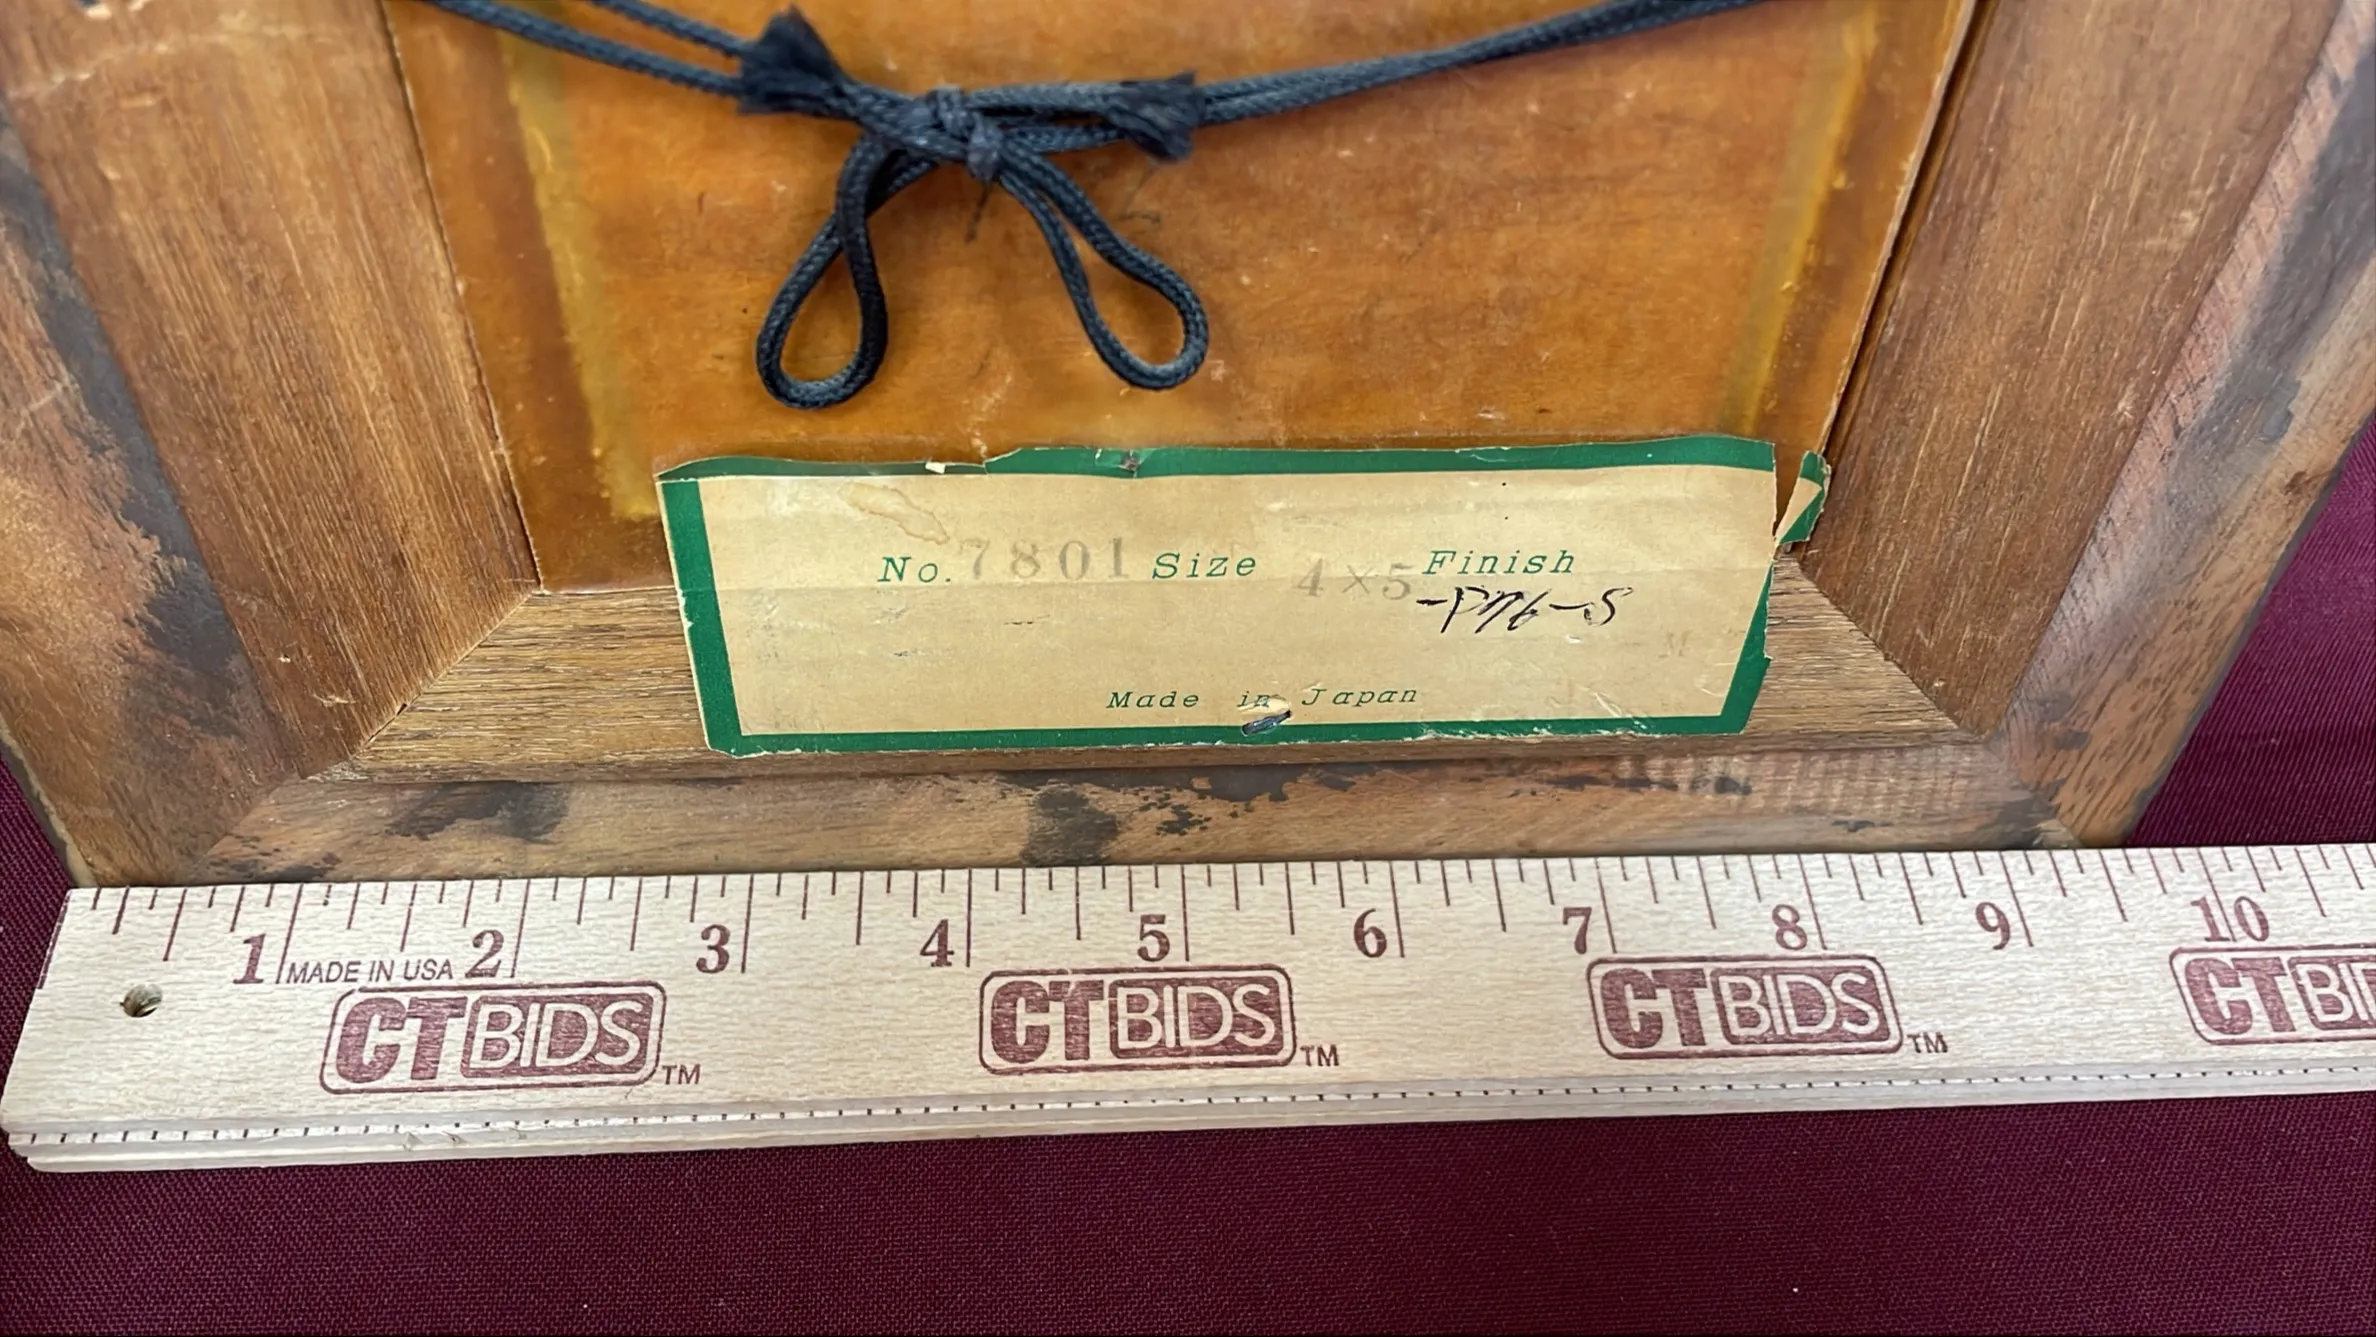 No. 7801 Size 4×5 Finish
M
Made in Japan
1 2 3 4 5 6 7 8 9 10
MADE IN USA
CTBIDS™ CTBIDS™ CTBIDS™ CTBI